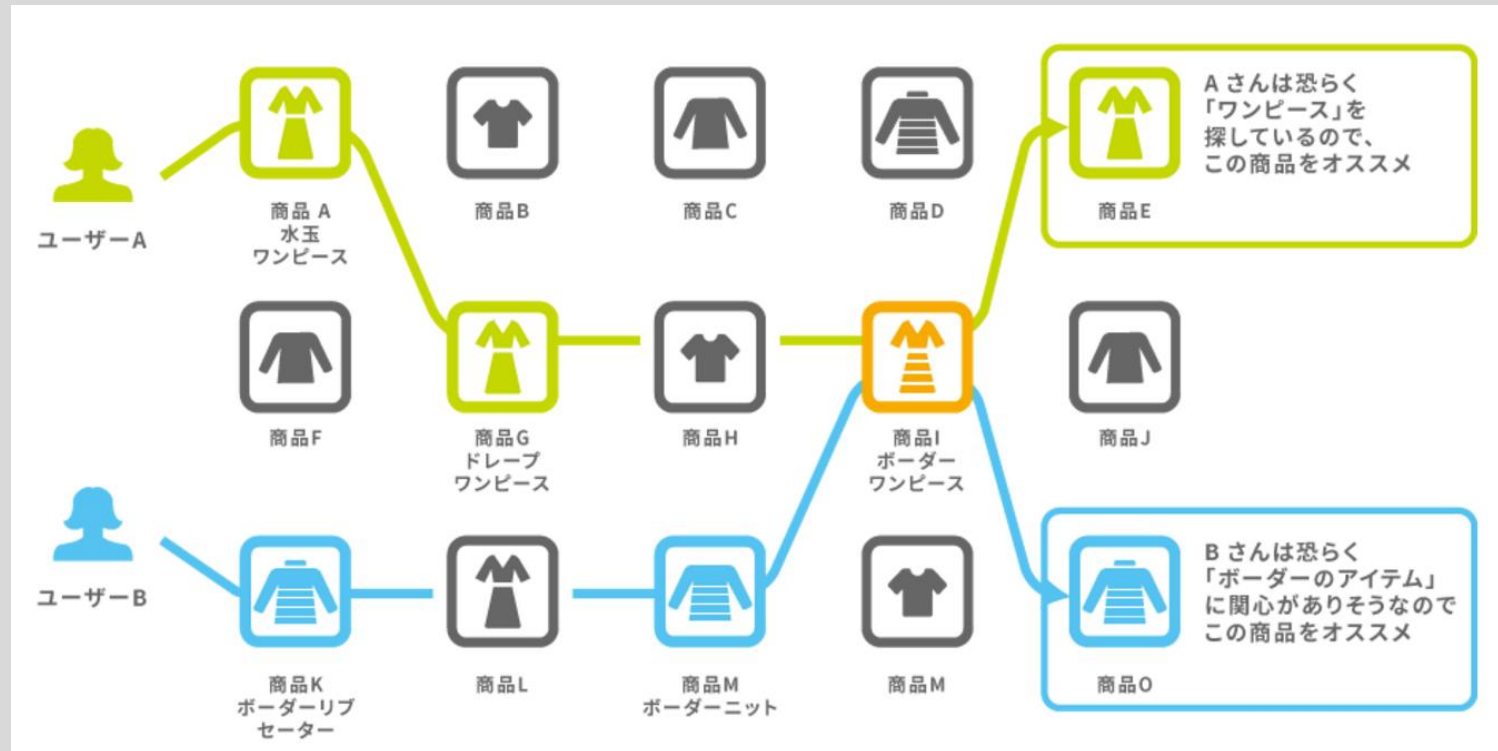 ユーザーA
商品 A
水玉
ワンピース
商品B
商品C
商品D
商品E
A さんは恐らく
「ワンピース」を
探しているので、
この商品をオススメ
商品F
商品G
ドレープ
ワンピース
商品H
商品I
ボーダー
ワンピース
商品J
ユーザーB
商品K
ボーダーリブ
セーター
商品L
商品M
ボーダーニット
商品M
商品O
B さんは恐らく
「ボーダーのアイテム」
に関心がありそうなので
この商品をオススメ